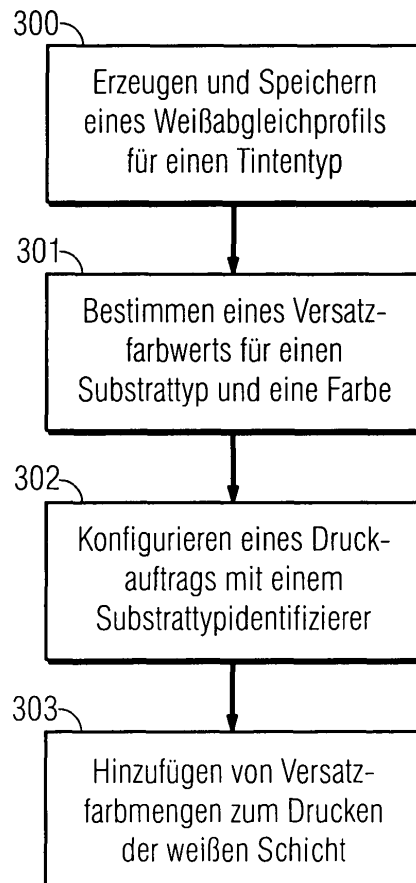 300
Erzeugen und Speichern
eines Weißabgleichprofils
für einen Tintentyp
301
Bestimmen eines Versatz-
farbwerts für einen
Substrattyp und eine Farbe
302
Konfigurieren eines Druck-
auftrags mit einem
Substrattypidentifizierer
303
Hinzufügen von Versatz-
farbmengen zum Drucken
der weißen Schicht